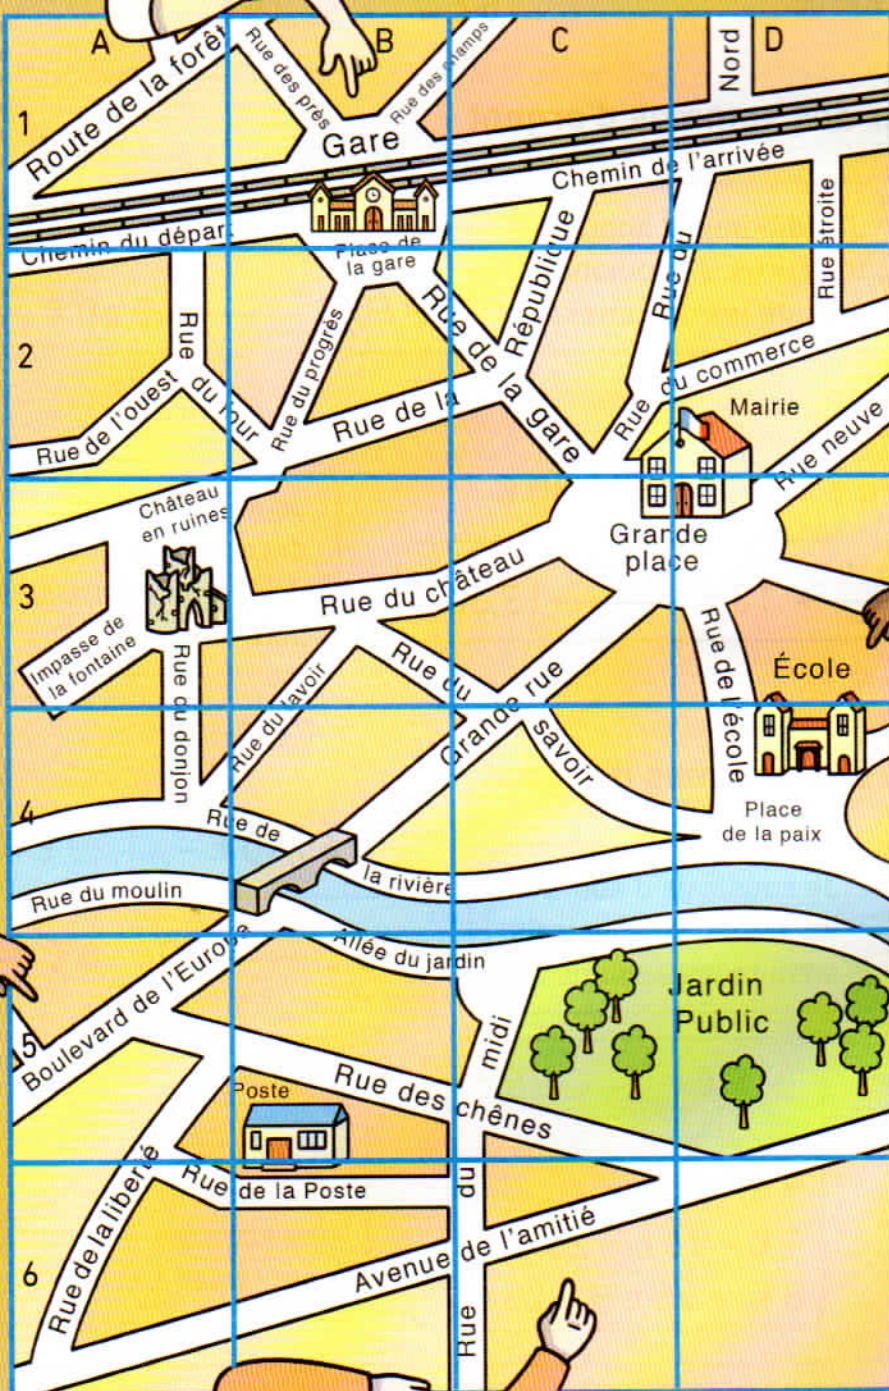 A
B
C
D
1
2
3
4
5
6
Route de la forêt
Rue des près
Rue des champs
Nord
Gare
Chemin de l'arrivée
Chemin du départ
Place de
la gare
République
Rue du
Nord
Rue étroite
Rue
du four
Rue de l'ouest
Rue du progrès
Rue de la
Rue de la gare
Rue du commerce
Mairie
Rue neuve
Château
en ruines
Grande
place
Rue du château
Impasse de
la fontaine
Rue du donjon
Rue du lavoir
Rue du
savoir
Grande rue
Rue de l'école
École
Place
de la paix
Rue de
la rivière
Rue du moulin
Allée du jardin
Boulevard de l'Europe
Jardin
Public
midi
Poste
Rue des chênes
Rue de la liberté
Rue de la Poste
du
Avenue de l'amitié
Rue